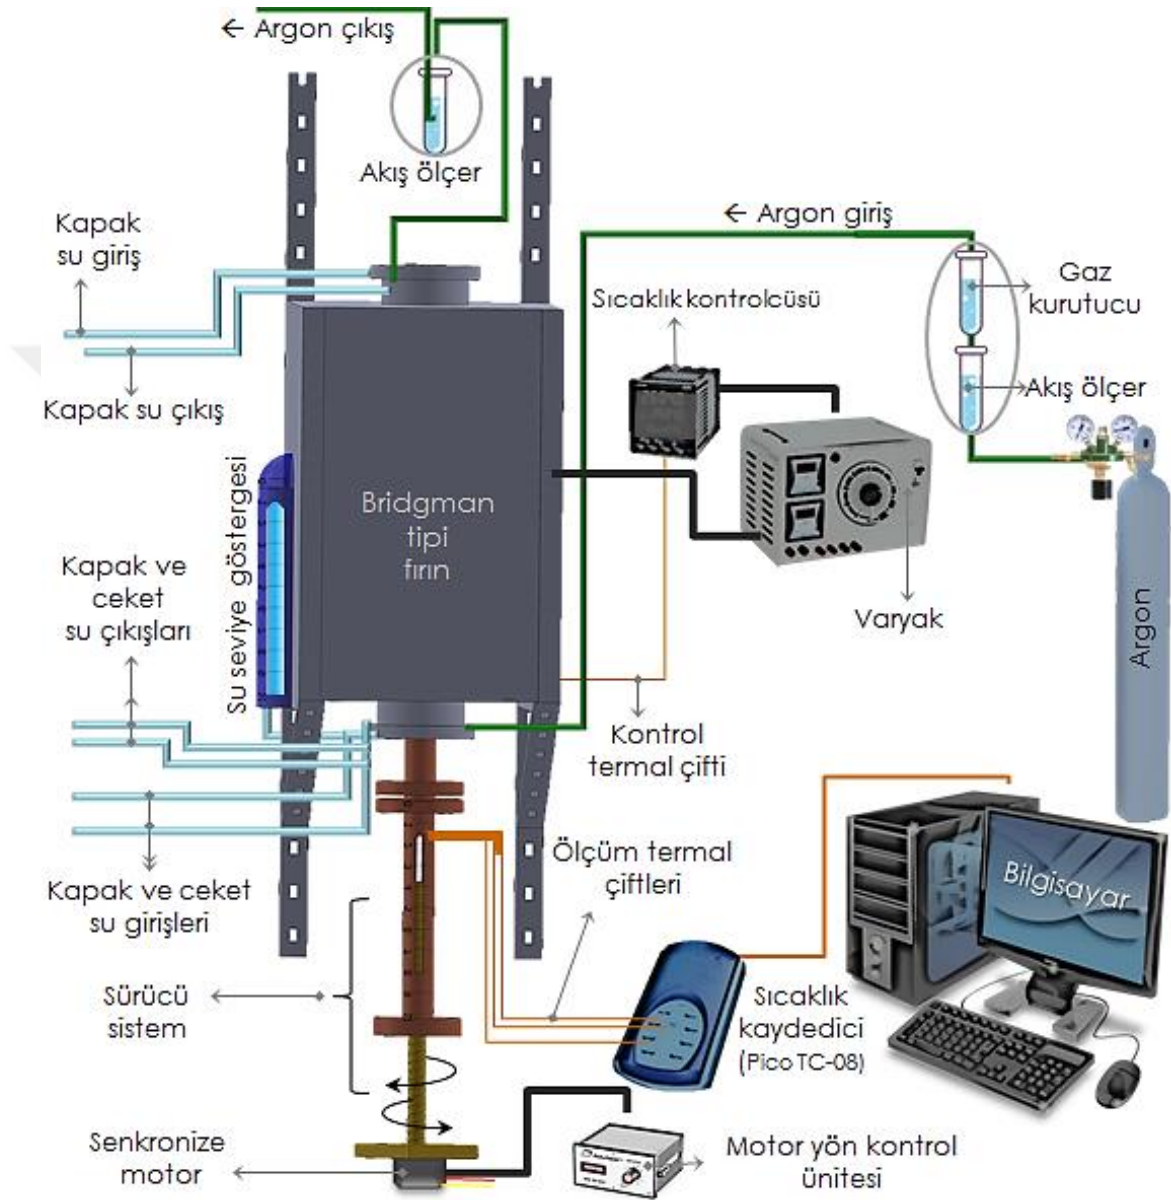 ← Argon çıkış
Akış ölçer
Kapak
su giriş
← Argon giriş
Gaz
kurutucu
Sıcaklık kontrolcüsü
Akış ölçer
Kapak su çıkış
Su seviye göstergesi
Bridgman
tipi
fırın
Kapak ve
ceket
su çıkışları
Varyak
Argon
Kontrol
termal çifti
Ölçüm termal
çiftleri
Bilgisayar
Kapak ve ceket
su girişleri
Sürücü
sistem
Sıcaklık
kaydedici
(Pico TC-08)
Senkronize
motor
Motor yön kontrol
ünitesi